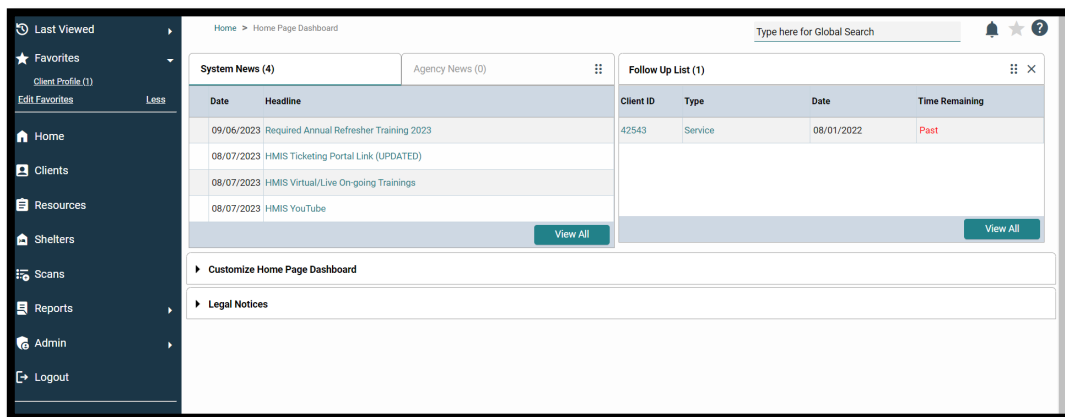 Last Viewed
Favorites
Client Profile (1)
Edit Favorites Less
Home
Clients
Resources
Shelters
Scans
Reports
Admin
Logout
Home > Home Page Dashboard
Type here for Global Search
System News (4) Agency News (0)
Date Headline
09/06/2023 Required Annual Refresher Training 2023
08/07/2023 HMIS Ticketing Portal Link (UPDATED)
08/07/2023 HMIS Virtual/Live On-going Trainings
08/07/2023 HMIS YouTube
View All
Follow Up List (1)
Client ID Type Date Time Remaining
42543 Service 08/01/2022 Past
View All
Customize Home Page Dashboard
Legal Notices